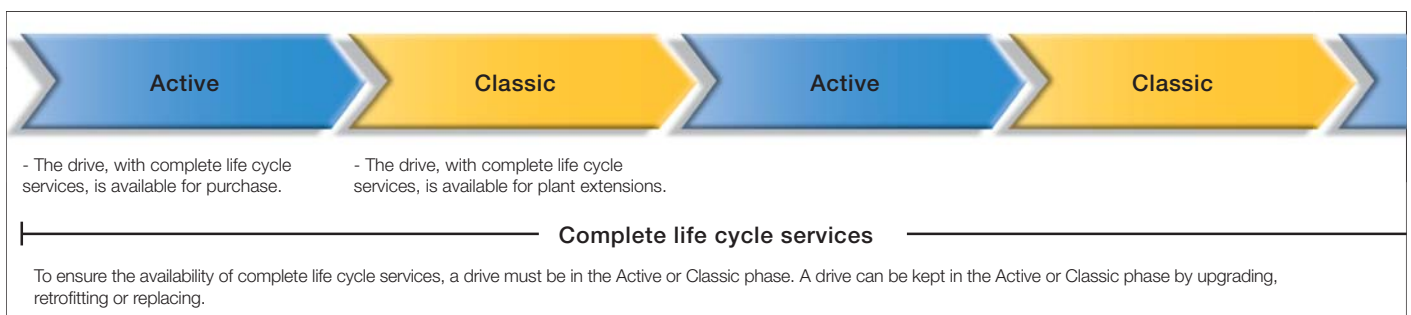 Active
Classic
Active
Classic
- The drive, with complete life cycle
services, is available for purchase.
- The drive, with complete life cycle
services, is available for plant extensions.
Complete life cycle services
To ensure the availability of complete life cycle services, a drive must be in the Active or Classic phase. A drive can be kept in the Active or Classic phase by upgrading,
retrofitting or replacing.